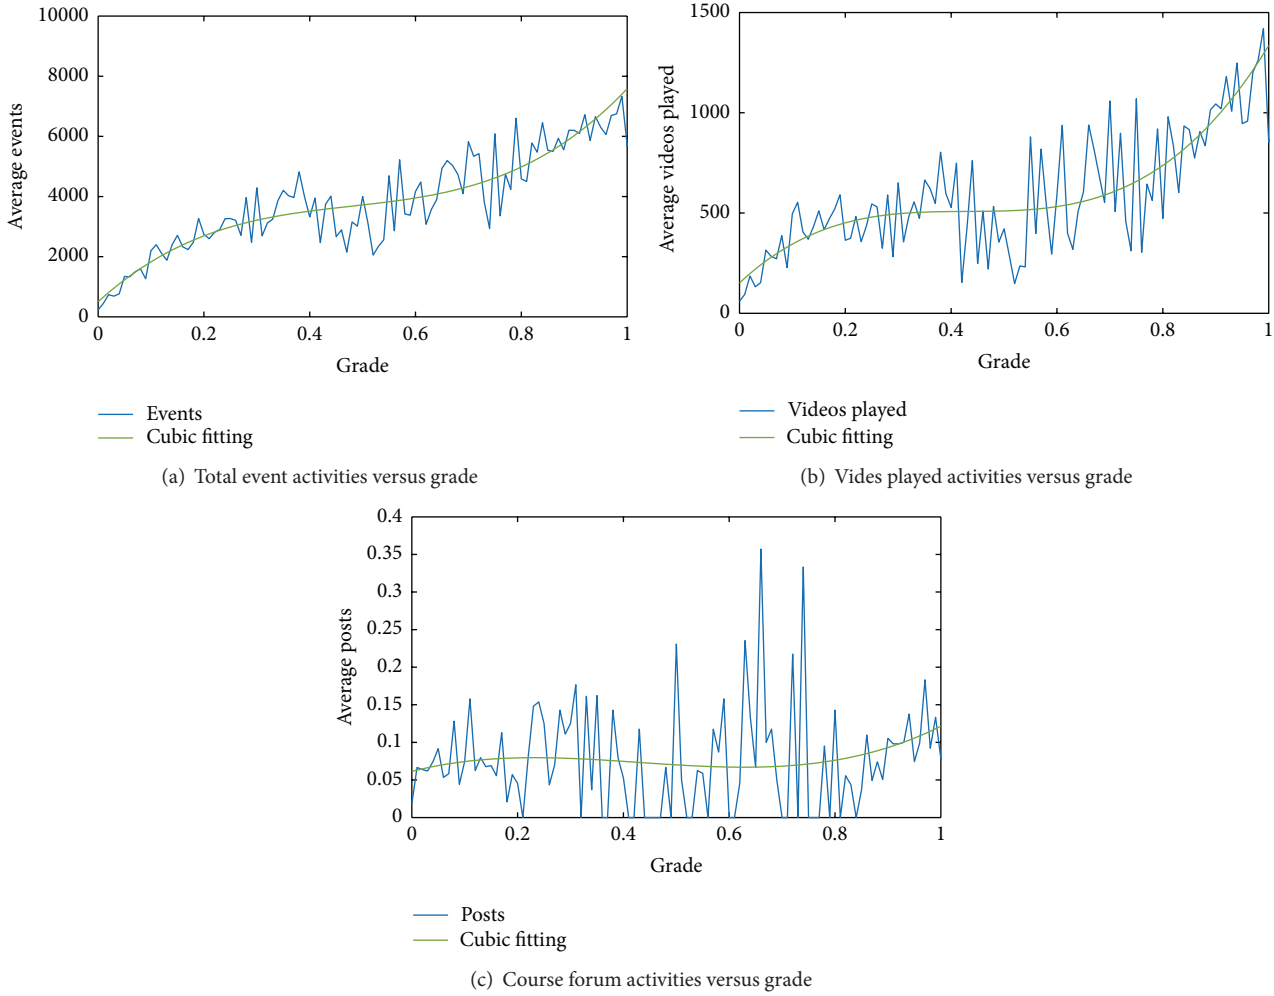 10000
8000
6000
4000
2000
0
Average events
0 0.2 0.4 0.6 0.8 1
Grade
Events
Cubic fitting
(a) Total event activities versus grade
1500
1000
500
0
Average videos played
0 0.2 0.4 0.6 0.8 1
Grade
Videos played
Cubic fitting
(b) Vides played activities versus grade
0.4
0.35
0.3
0.25
0.2
0.15
0.1
0.05
0
Average posts
0 0.2 0.4 0.6 0.8 1
Grade
Posts
Cubic fitting
(c) Course forum activities versus grade